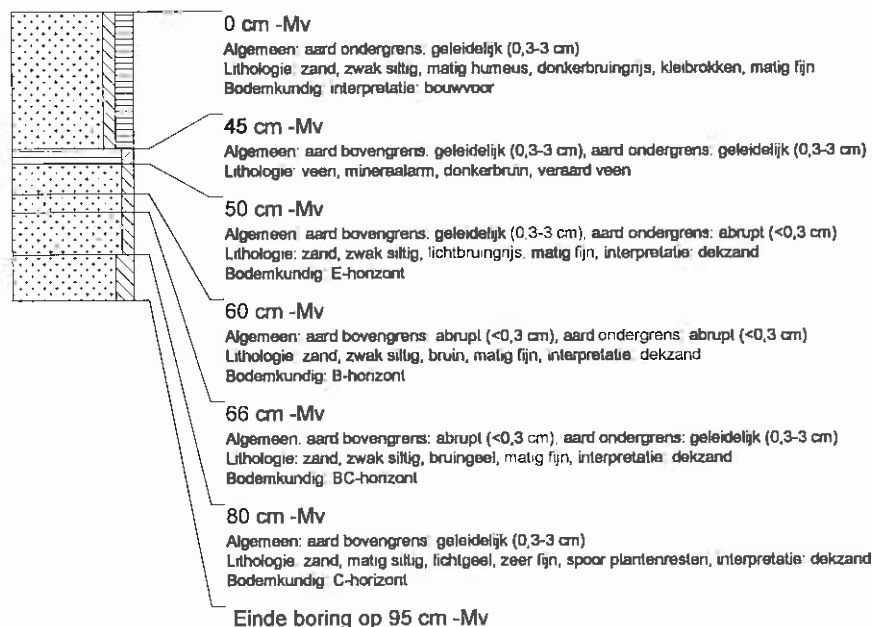 0 cm -Mv
Algemeen: aard ondergrens: geleidelijk (0,3-3 cm)
Lithologie: zand, zwak siltig, matig humeus, donkerbruingrijs, kleibrokken, matig fijn
Bodemkundig: interpretatie: bouwvoor
45 cm -Mv
Algemeen: aard bovengrens: geleidelijk (0,3-3 cm), aard ondergrens: geleidelijk (0,3-3 cm)
Lithologie: veen, mineraalarm, donkerbruin, veraard veen
50 cm -Mv
Algemeen: aard bovengrens: geleidelijk (0,3-3 cm), aard ondergrens: abrupt (<0,3 cm)
Lithologie: zand, zwak siltig, lichtbruingrijs, matig fijn, interpretatie: dekzand
Bodemkundig: E-horizont
60 cm -Mv
Algemeen: aard bovengrens: abrupt (<0,3 cm), aard ondergrens: abrupt (<0,3 cm)
Lithologie: zand, zwak siltig, bruin, matig fijn, interpretatie: dekzand
Bodemkundig: B-horizont
66 cm -Mv
Algemeen: aard bovengrens: abrupt (<0,3 cm), aard ondergrens: geleidelijk (0,3-3 cm)
Lithologie: zand, zwak siltig, bruingeel, matig fijn, interpretatie: dekzand
Bodemkundig: BC-horizont
80 cm -Mv
Algemeen: aard bovengrens: geleidelijk (0,3-3 cm)
Lithologie: zand, matig siltig, lichtgeel, zeer fijn, spoor plantenresten, interpretatie: dekzand
Bodemkundig: C-horizont
Einde boring op 95 cm -Mv